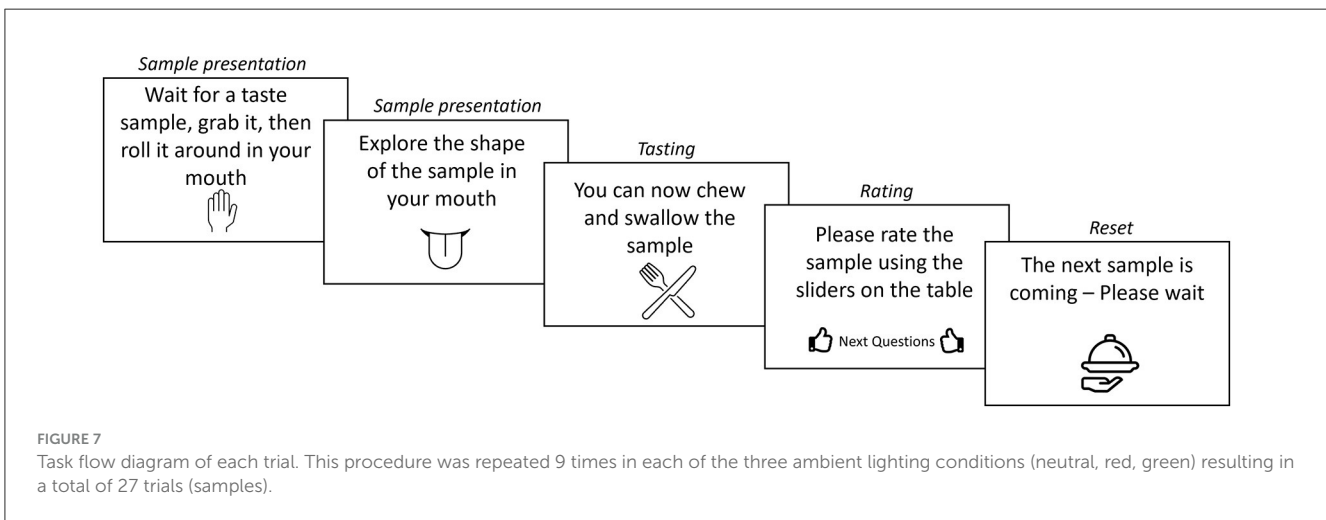 Sample presentation
Wait for a taste
sample, grab it, then
roll it around in your
mouth
Sample presentation
Explore the shape
of the sample in
your mouth
Tasting
You can now chew
and swallow the
sample
Rating
Please rate the
sample using the
sliders on the table
Next Questions
Reset
The next sample is
coming – Please wait
FIGURE 7
Task flow diagram of each trial. This procedure was repeated 9 times in each of the three ambient lighting conditions (neutral, red, green) resulting in
a total of 27 trials (samples).